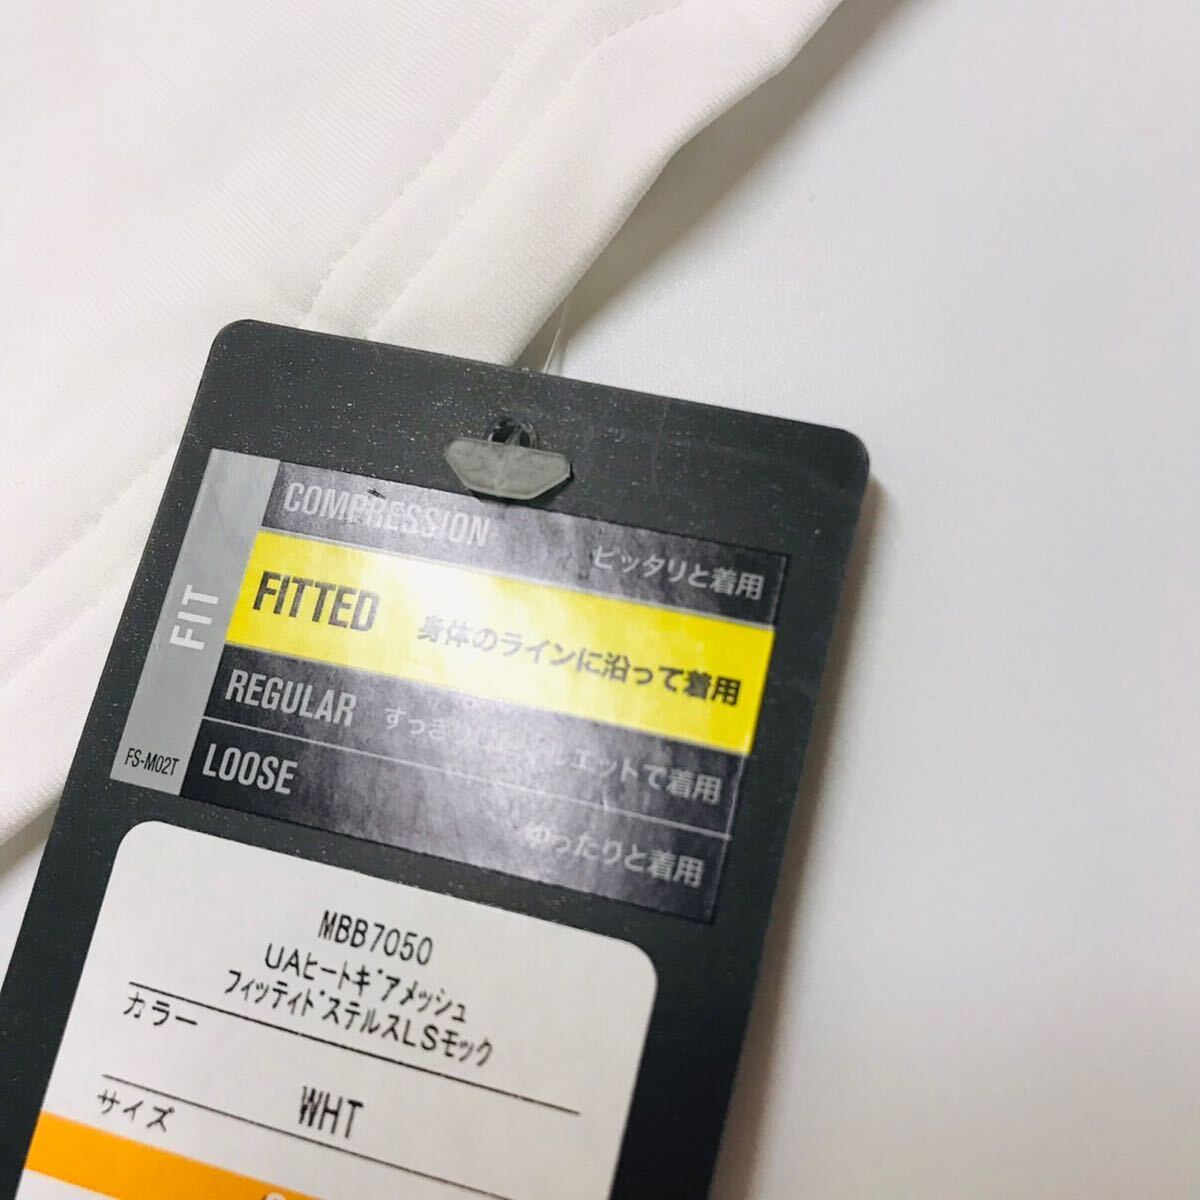 COMPRESSION ピッタリと着用
FITTED 身体のラインに沿って着用
REGULAR すっきりしたシルエットで着用
LOOSE ゆったりと着用
FIT
FS-M02T
MBB7050
UAヒートギアメッシュ
フィッティドステルスLSモック
カラー
WHT
サイズ